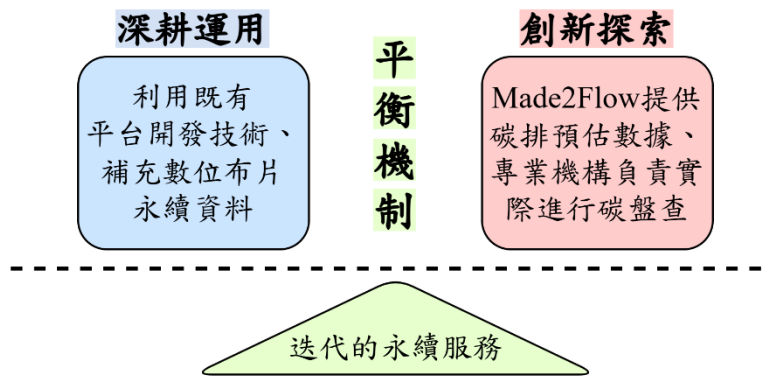 深耕運用
利用既有
平台開發技術、
補充數位布片
永續資料
平
衡
機
制
創新探索
Made2Flow提供
碳排預估數據、
專業機構負責實
際進行碳盤查
迭代的永續服務